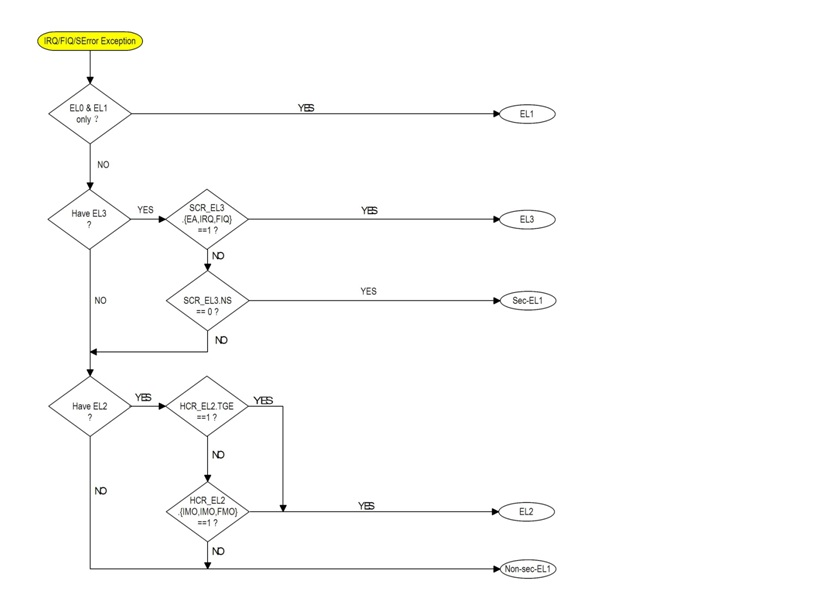 IRQ/FIQ/SError Exception
EL0 & EL1
only ?
YES
EL1
NO
Have EL3
?
YES
SCR_EL3
.{EA,IRQ,FIQ}
==1 ?
YES
EL3
NO
NO
SCR_EL3.NS
== 0 ?
YES
Sec-EL1
NO
Have EL2
?
YES
HCR_EL2.TGE
==1 ?
YES
NO
NO
HCR_EL2
.{IMO,IMO,FMO}
==1 ?
YES
EL2
NO
Non-sec-EL1